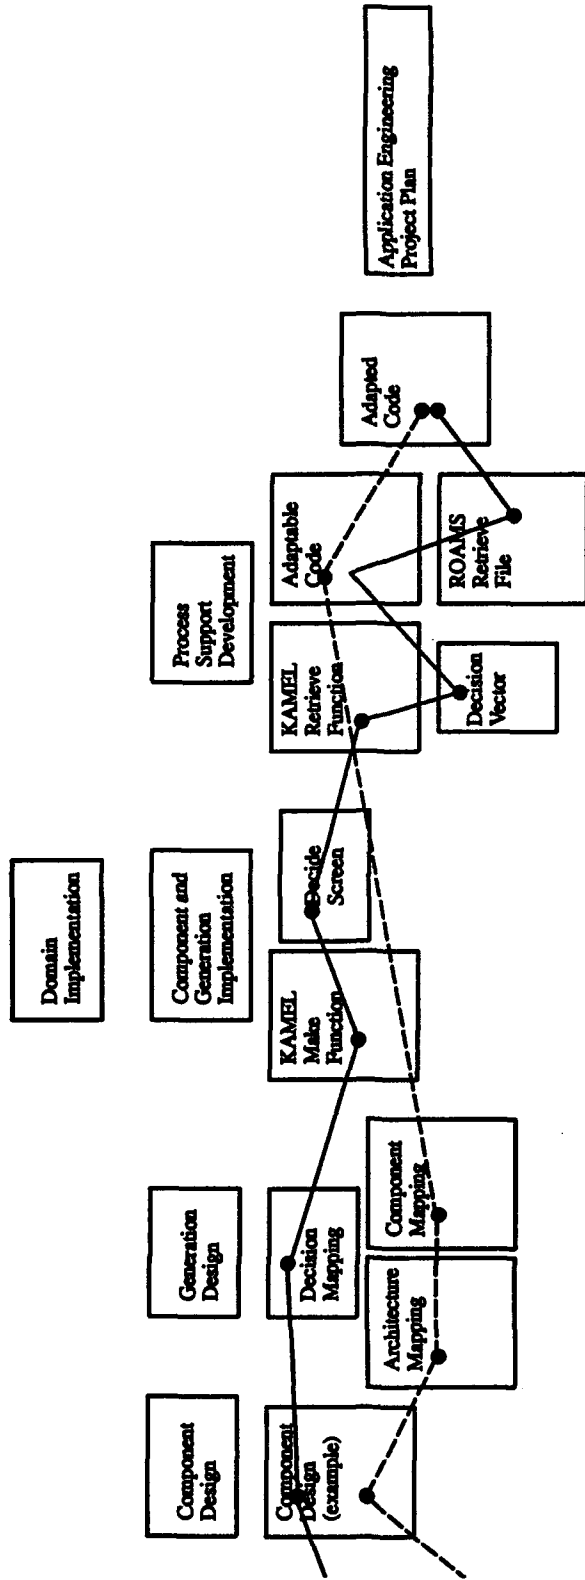 Domain
Implementation
Component
Design
Generation
Design
Component and
Generation
Implementation
Process
Support
Development
Component
Design
(example)
Decision
Mapping
KAMEL
Make
Function
Decide
Screen
KAMEL
Retrieve
Function
Adaptable
Code
Architecture
Mapping
Component
Mapping
Decision
Vector
ROAMS
Retrieve
File
Adapted
Code
Application Engineering
Project Plan